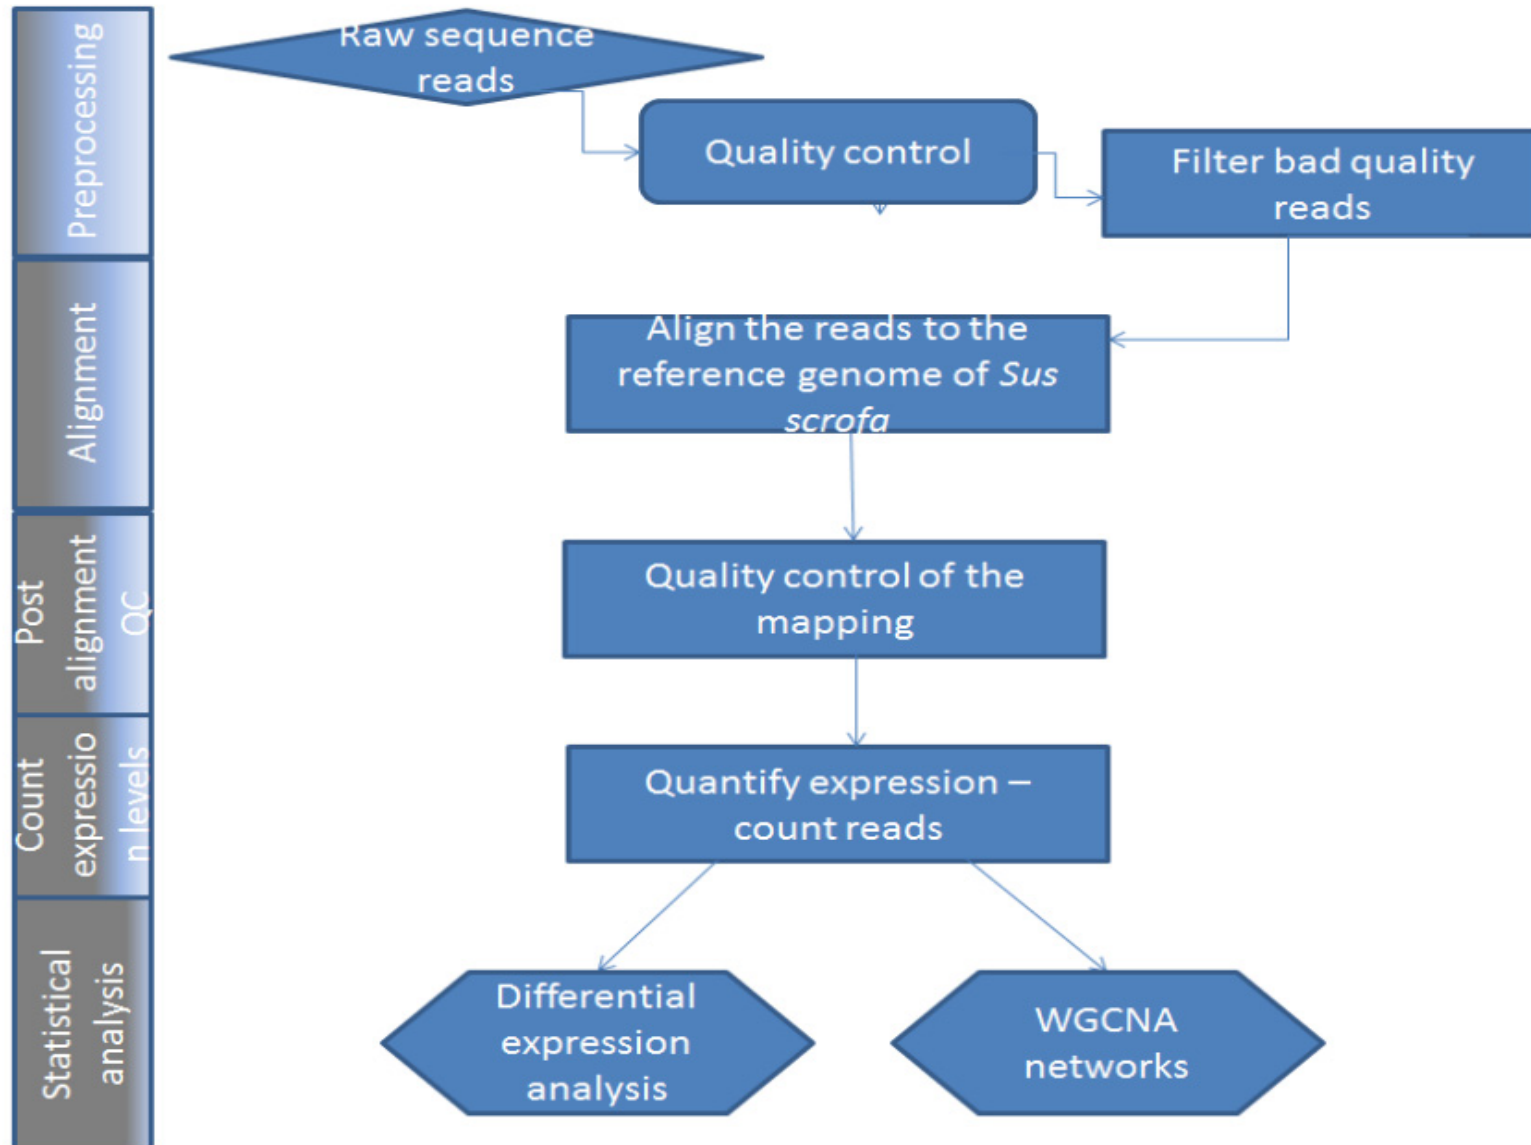 Preprocessing
Raw sequence
reads
Quality control
Filter bad quality
reads
Alignment
Align the reads to the
reference genome of Sus
scrofa
Post
alignment
QC
Quality control of the
mapping
Count
expressio
n levels
Quantify expression –
count reads
Statistical
analysis
Differential
expression
analysis
WGCNA
networks